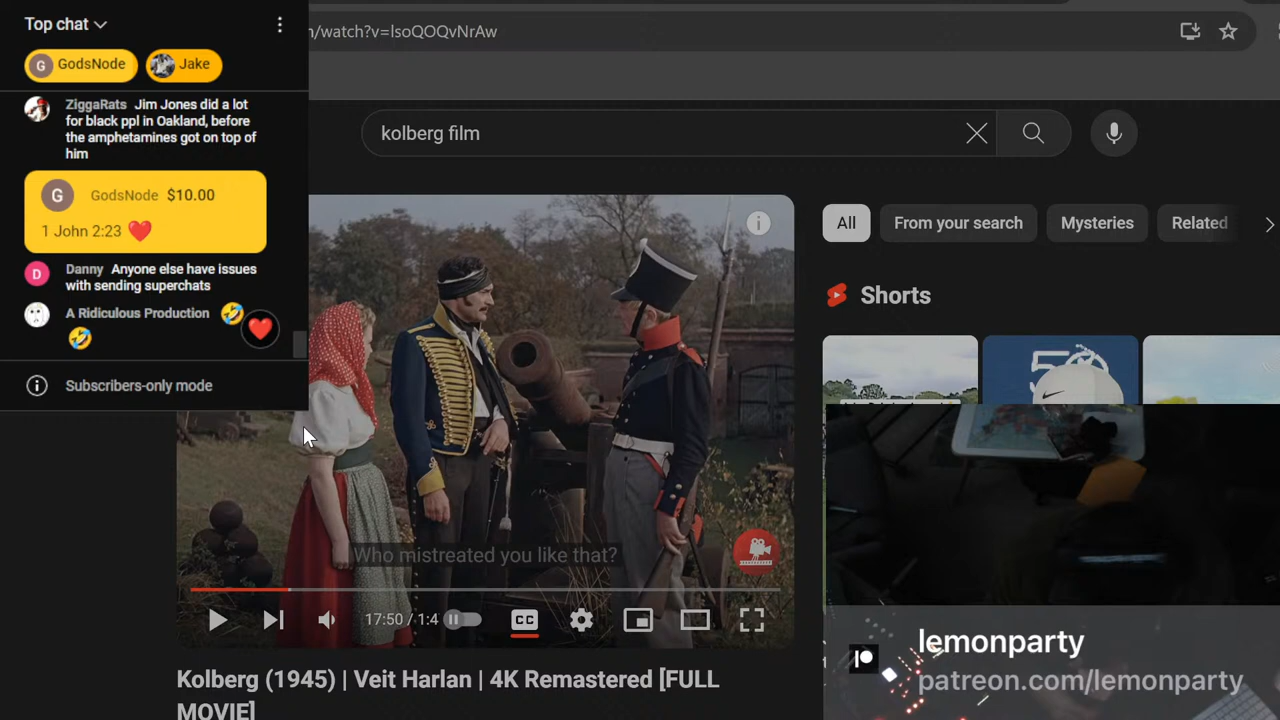 Top chat
GodsNode
Jake
ZiggaRats Jim Jones did a lot
for black ppl in Oakland, before
the amphetamines got on top of
him
G
GodsNode $10.00
1 John 2:23 ❤️
Danny Anyone else have issues
with sending superchats
A Ridiculous Production 🤣
🤣
Subscribers-only mode
/watch?v=lsoQOQvNrAw
kolberg film
Who mistreated you like that?
17:50 / 1:4
CC
Kolberg (1945) | Veit Harlan | 4K Remastered [FULL
MOVIE]
All
From your search
Mysteries
Related
Shorts
lemonparty
patreon.com/lemonparty